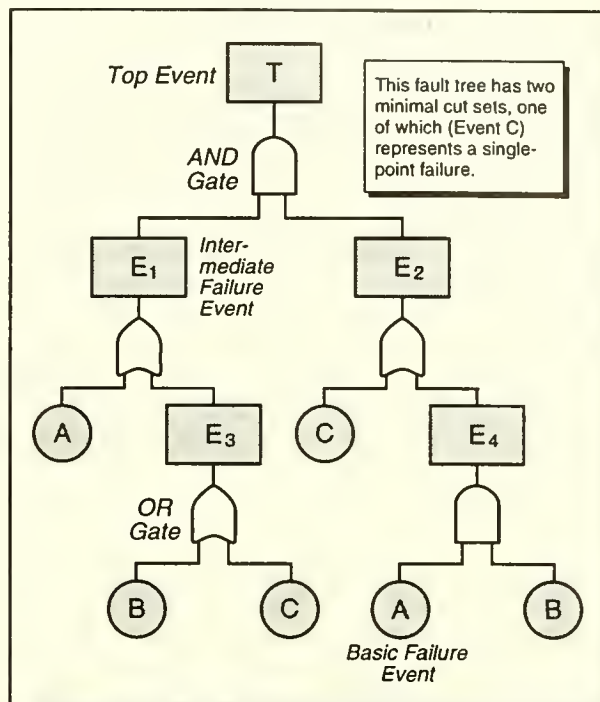 Top Event
T
This fault tree has two
minimal cut sets, one
of which (Event C)
represents a single-
point failure.
AND
Gate
E1
Inter-
mediate
Failure
Event
E2
A
E3
C
E4
OR
Gate
B
C
A
B
Basic Failure
Event